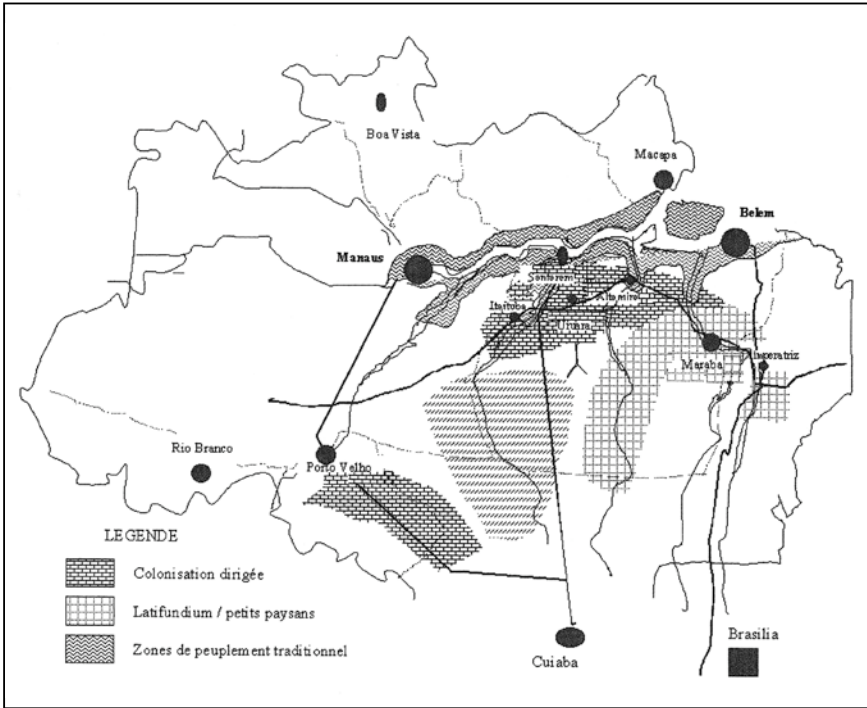 Boa Vista
Macapa
Belem
Manaus
Santarem
Altamira
Itaituba
Uruara
Maraba
Imperatriz
Rio Branco
Porto Velho
LEGENDE
Colonisation dirigée
Latifundium / petits paysans
Zones de peuplement traditionnel
Cuiaba
Brasilia